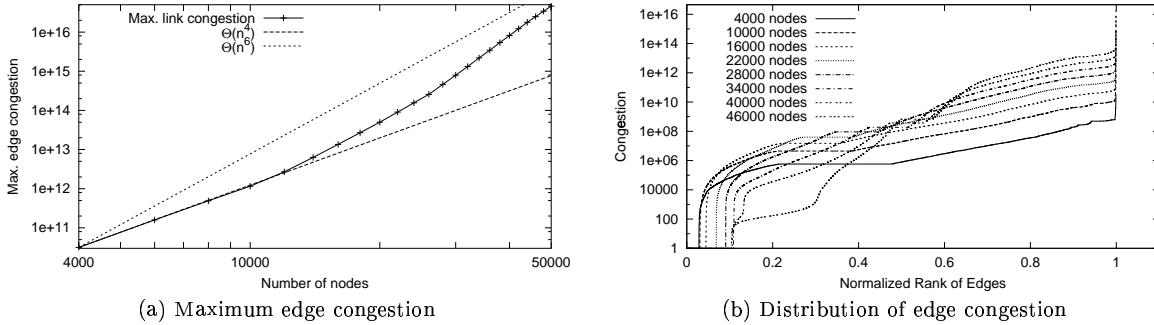 Max. link congestion
Θ(n^4)
Θ(n^6)
1e+16
1e+15
1e+14
1e+13
1e+12
1e+11
Max. edge congestion
4000
10000
50000
Number of nodes
(a) Maximum edge congestion
4000 nodes
10000 nodes
16000 nodes
22000 nodes
28000 nodes
34000 nodes
40000 nodes
46000 nodes
1e+16
1e+14
1e+12
1e+10
1e+08
1e+06
10000
100
1
Congestion
0
0.2
0.4
0.6
0.8
1
Normalized Rank of Edges
(b) Distribution of edge congestion